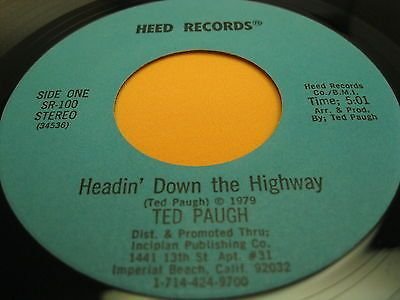 HEED RECORDS®
SIDE ONE
SR-100
STEREO
(34536)
Heed Records
Co./B.M.I.
Time; 5:01
Arr. & Prod.
By; Ted Paugh
Headin' Down the Highway
(Ted Paugh) © 1979
TED PAUGH
Dist. & Promoted Thru;
Incipian Publishing Co.
1441 13th St. Apt. #31
Imperial Beach, Calif. 92032
1-714-424-9700